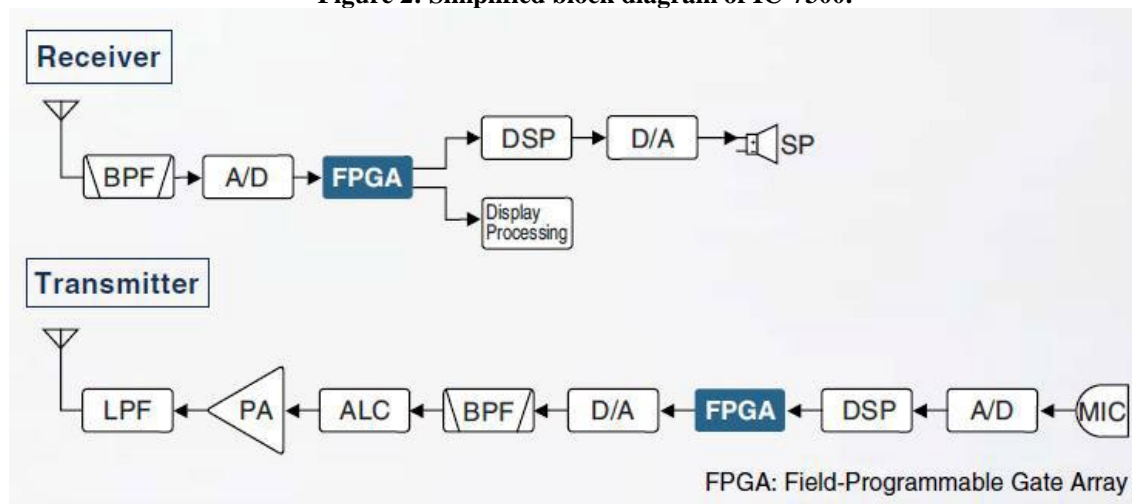 Figure 2: Simplified block diagram of IC-7300.
Receiver
BPF
A/D
FPGA
DSP
D/A
SP
Display
Processing
Transmitter
LPF
PA
ALC
BPF
D/A
FPGA
DSP
A/D
MIC
FPGA: Field-Programmable Gate Array